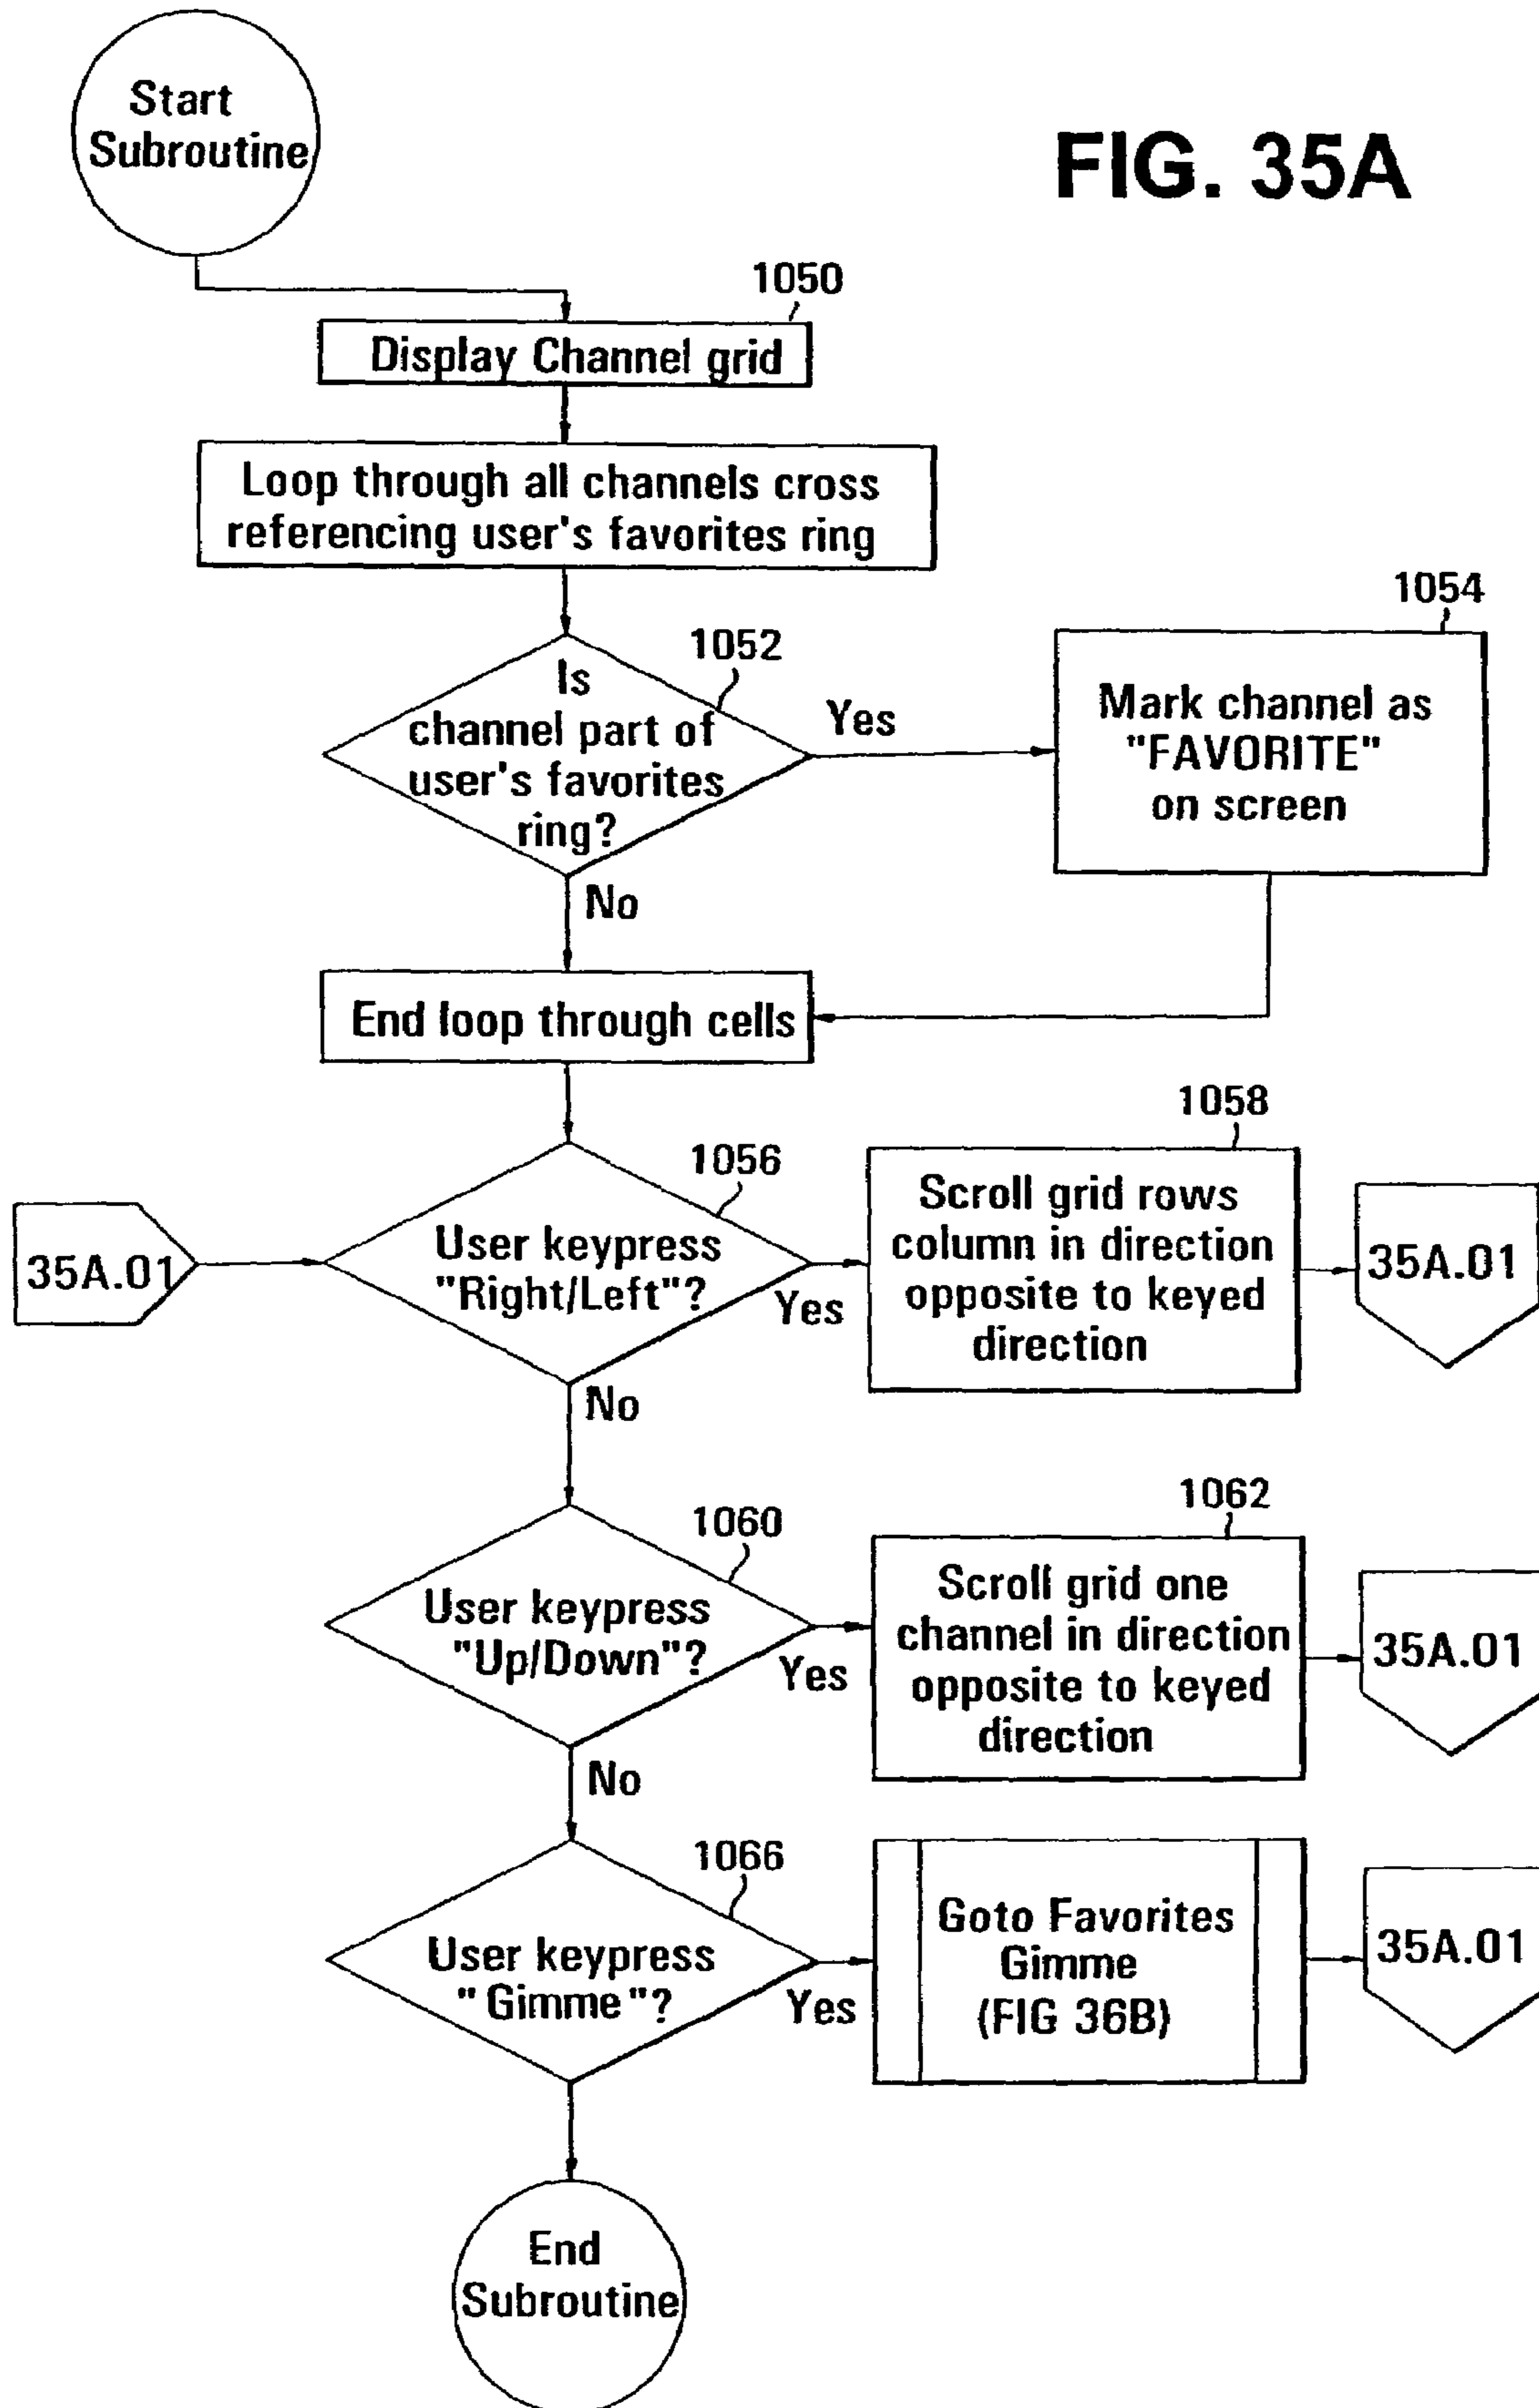 Start
Subroutine
FIG. 35A
1050
Display Channel grid
Loop through all channels cross
referencing user's favorites ring
1052
Is
channel part of
user's favorites
ring?
Yes
1054
Mark channel as
"FAVORITE"
on screen
No
End loop through cells
35A.01
1056
User keypress
"Right/Left"?
Yes
1058
Scroll grid rows
column in direction
opposite to keyed
direction
35A.01
No
1060
User keypress
"Up/Down"?
Yes
1062
Scroll grid one
channel in direction
opposite to keyed
direction
35A.01
No
1066
User keypress
"Gimme"?
Yes
Goto Favorites
Gimme
(FIG 36B)
35A.01
End
Subroutine